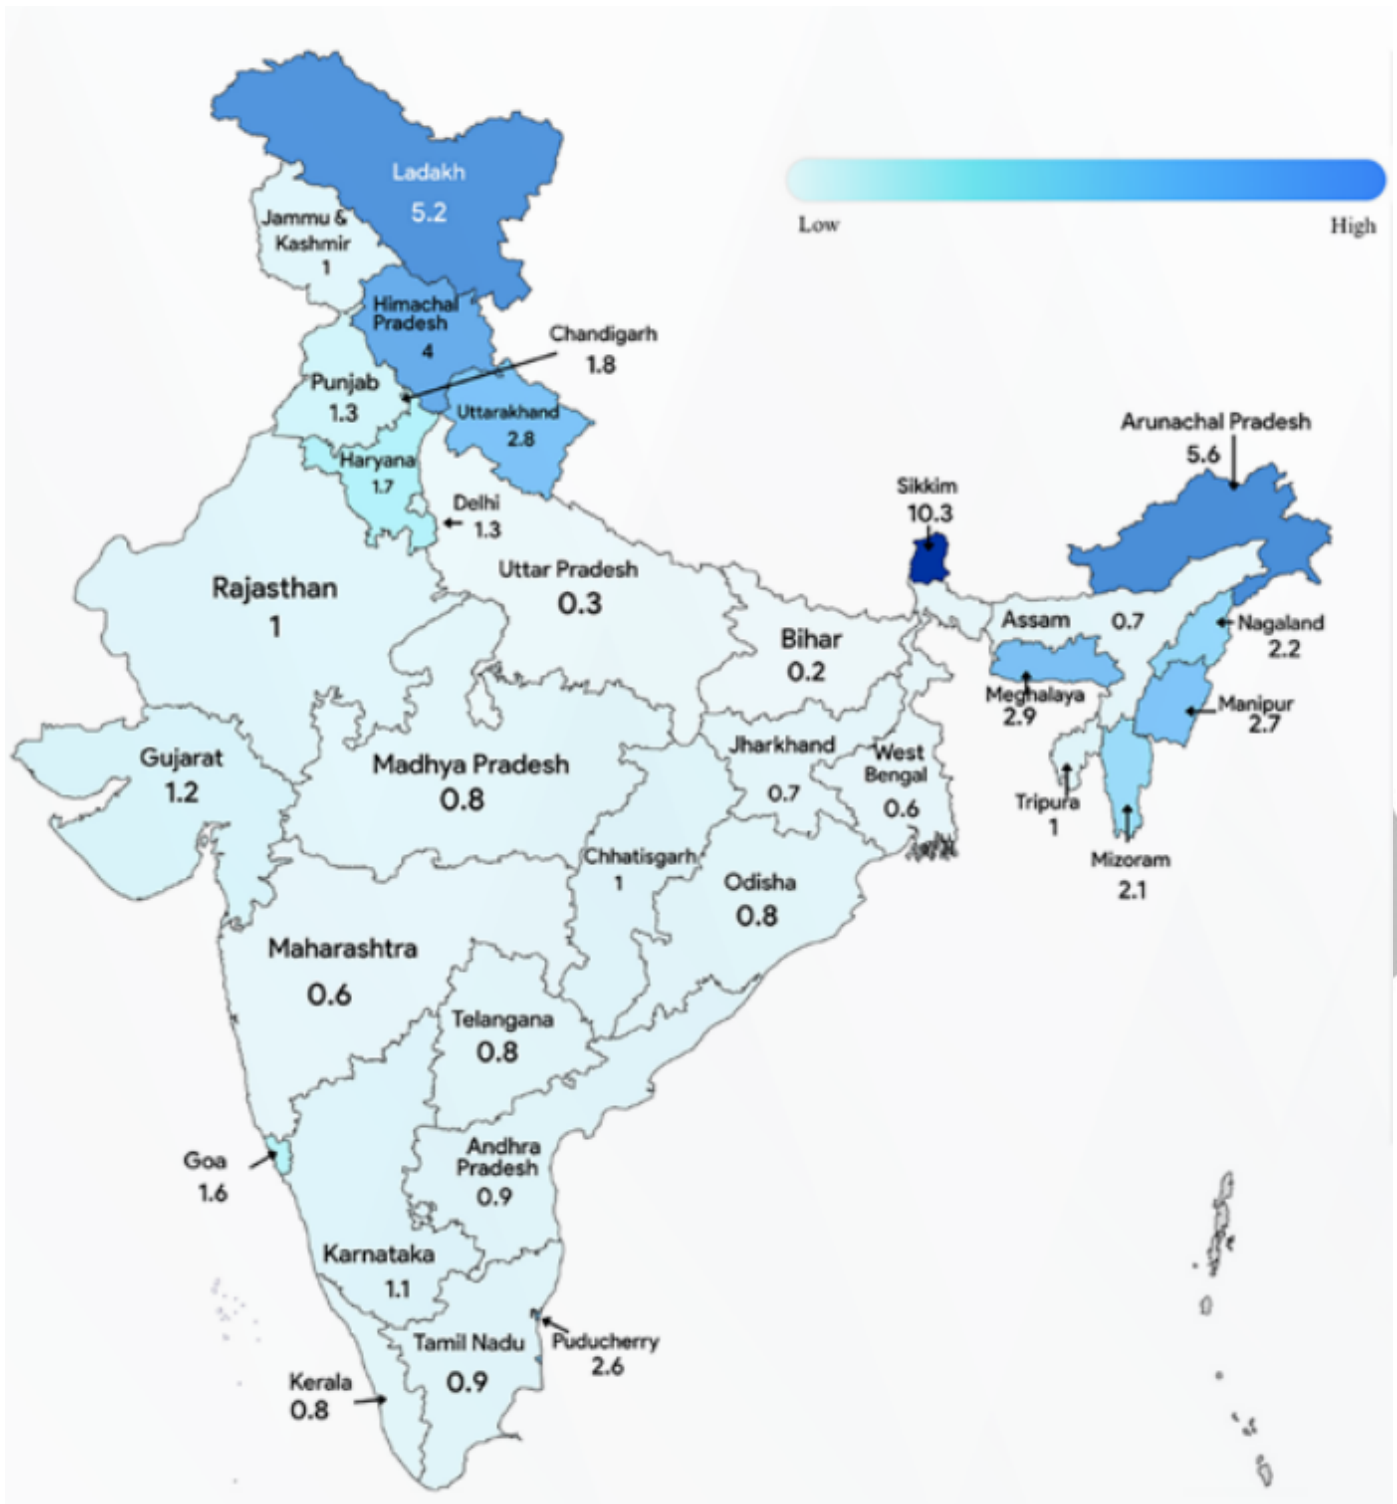 Ladakh
5.2
Low
High
Jammu &
Kashmir
1
Himachal
Pradesh
4
Chandigarh
1.8
Punjab
1.3
Uttarakhand
2.8
Haryana
1.7
Delhi
1.3
Arunachal Pradesh
5.6
Sikkim
10.3
Rajasthan
1
Uttar Pradesh
0.3
Bihar
0.2
Assam 0.7
Nagaland
2.2
Meghalaya
2.9
Manipur
2.7
Gujarat
1.2
Madhya Pradesh
0.8
Jharkhand
0.7
West
Bengal
0.6
Tripura
1
Mizoram
2.1
Chhatisgarh
1
Odisha
0.8
Maharashtra
0.6
Telangana
0.8
Goa
1.6
Andhra
Pradesh
0.9
Karnataka
1.1
Tamil Nadu
0.9
Puducherry
2.6
Kerala
0.8